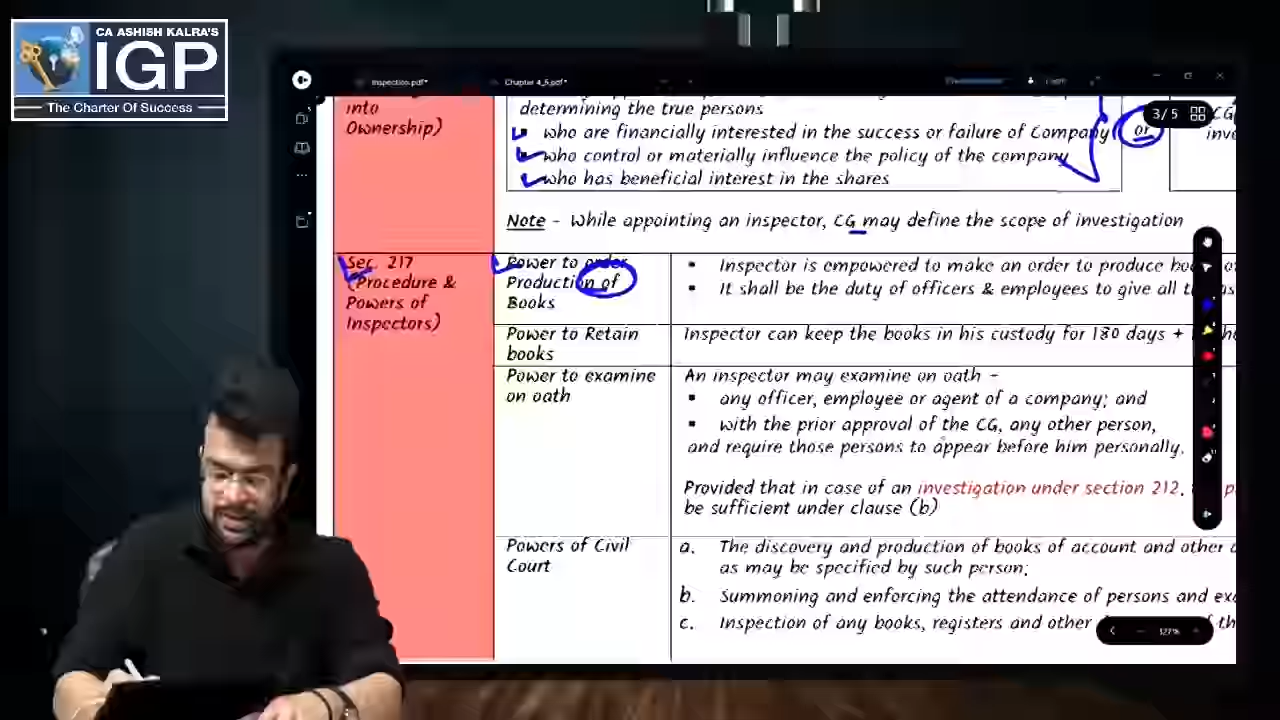 CA ASHISH KALRA'S
IGP
The Charter Of Success
Inspection.pdf*
Chapter 4_5.pdf*
3/5
into
Ownership)
determining the true persons
who are financially interested in the success or failure of Company
or
who control or materially influence the policy of the company
who has beneficial interest in the shares
Note - While appointing an inspector, CG may define the scope of investigation
Sec. 217
(Procedure &
Powers of
Inspectors)
Power to order
Production of
Books
Inspector is empowered to make an order to produce
It shall be the duty of officers & employees to give all
Power to Retain
books
Inspector can keep the books in his custody for 180 days +
Power to examine
on oath
An inspector may examine on oath -
any officer, employee or agent of a company; and
with the prior approval of the CG, any other person,
and require those persons to appear before him personally.
Provided that in case of an investigation under section 212,
be sufficient under clause (b)
Powers of Civil
Court
a. The discovery and production of books of account and other
as may be specified by such person;
b. Summoning and enforcing the attendance of persons and
c. Inspection of any books, registers and other
327%